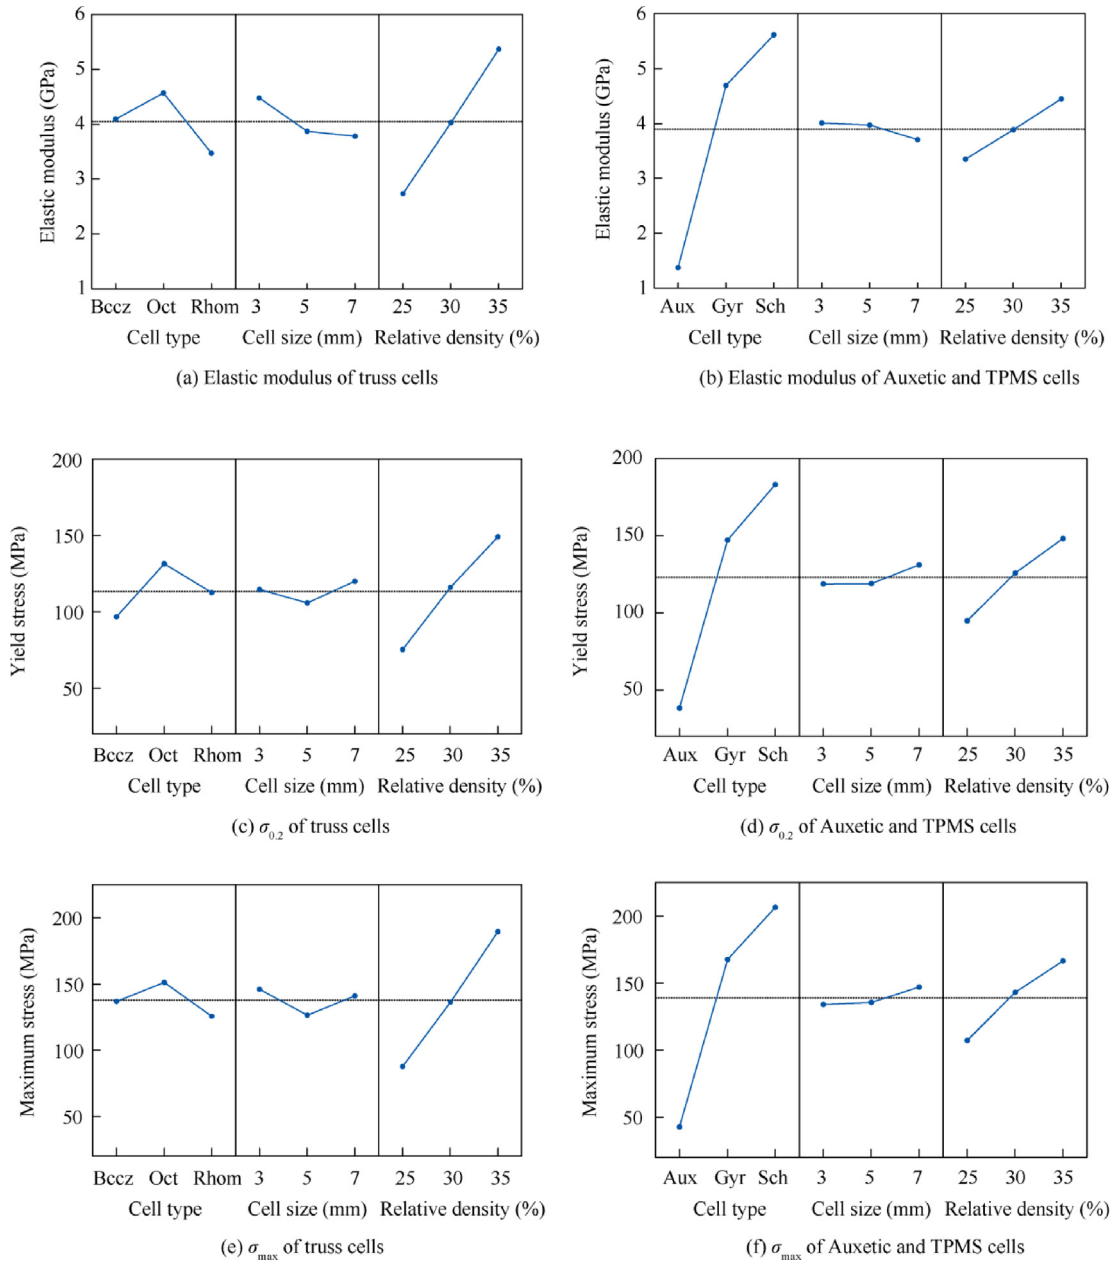 6
5
4
3
2
1
Elastic modulus (GPa)
Bccz Oct Rhom 3 5 7 25 30 35
Cell type Cell size (mm) Relative density (%)
(a) Elastic modulus of truss cells
6
5
4
3
2
1
Elastic modulus (GPa)
Aux Gyr Sch 3 5 7 25 30 35
Cell type Cell size (mm) Relative density (%)
(b) Elastic modulus of Auxetic and TPMS cells
200
150
100
50
Yield stress (MPa)
Bccz Oct Rhom 3 5 7 25 30 35
Cell type Cell size (mm) Relative density (%)
(c) σ0.2 of truss cells
200
150
100
50
Yield stress (MPa)
Aux Gyr Sch 3 5 7 25 30 35
Cell type Cell size (mm) Relative density (%)
(d) σ0.2 of Auxetic and TPMS cells
200
150
100
50
Maximum stress (MPa)
Bccz Oct Rhom 3 5 7 25 30 35
Cell type Cell size (mm) Relative density (%)
(e) σmax of truss cells
200
150
100
50
Maximum stress (MPa)
Aux Gyr Sch 3 5 7 25 30 35
Cell type Cell size (mm) Relative density (%)
(f) σmax of Auxetic and TPMS cells